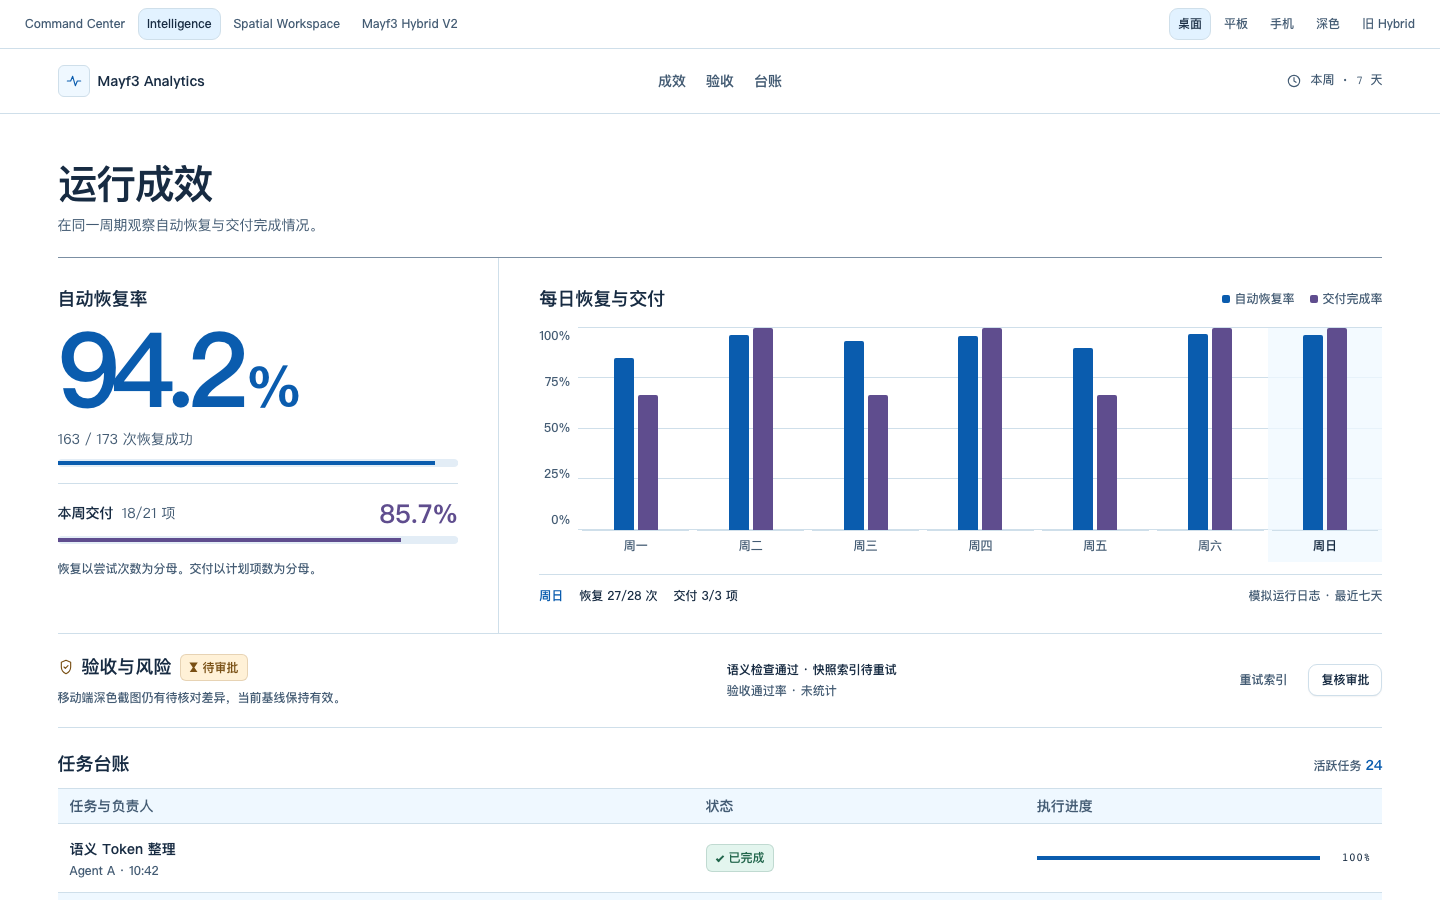 Command Center Intelligence Spatial Workspace Mayf3 Hybrid V2 桌面 平板 手机 深色 旧 Hybrid
Mayf3 Analytics 成效 验收 台账 本周 · 7 天
运行成效
在同一周期观察自动恢复与交付完成情况。
自动恢复率
94.2%
163 / 173 次恢复成功
本周交付 18/21 项 85.7%
恢复以尝试次数为分母。交付以计划项数为分母。
每日恢复与交付 自动恢复率 交付完成率
100%
75%
50%
25%
0%
周一 周二 周三 周四 周五 周六 周日
周日 恢复 27/28 次 交付 3/3 项 模拟运行日志 · 最近七天
验收与风险 待审批
移动端深色截图仍有待核对差异，当前基线保持有效。
语义检查通过 · 快照索引待重试
验收通过率 · 未统计
重试索引 复核审批
任务台账 活跃任务 24
任务与负责人 状态 执行进度
语义 Token 整理
Agent A · 10:42
已完成 100%